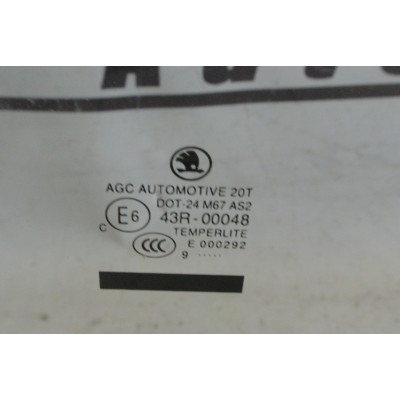 AGC AUTOMOTIVE 20T
DOT-24 M67 AS2
E6 43R-00048
C TEMPERLITE
CCC E 000292
9 .....